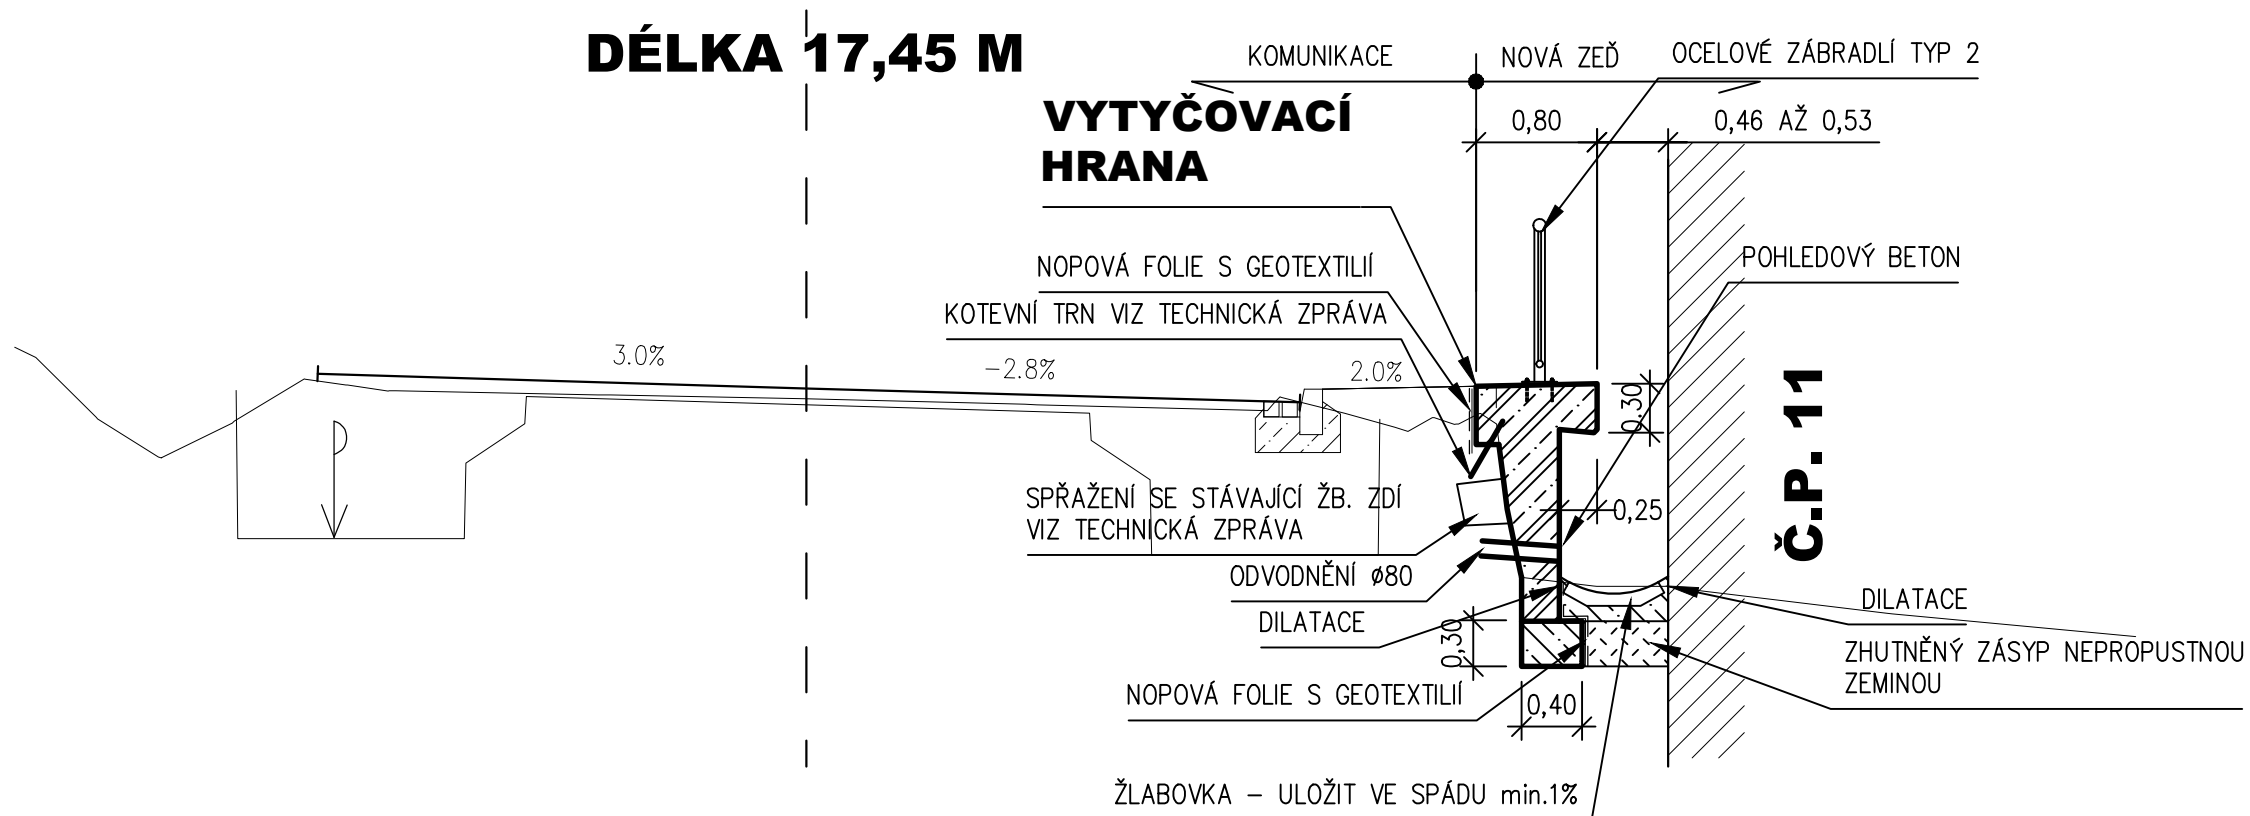 DÉLKA 17,45 M
KOMUNIKACE
NOVÁ ZEĎ
OCELOVÉ ZÁBRADLÍ TYP 2
VYTYČOVACÍ
HRANA
0,80
0,46 AŽ 0,53
NOPOVÁ FOLIE S GEOTEXTILIÍ
POHLEDOVÝ BETON
KOTEVNÍ TRN VIZ TECHNICKÁ ZPRÁVA
3.0%
-2.8%
2.0%
0.30
Č.P. 11
SPŘAŽENÍ SE STÁVAJÍCÍ ŽB. ZDÍ
VIZ TECHNICKÁ ZPRÁVA
0,25
ODVODNĚNÍ ø80
DILATACE
DILATACE
0,30
ZHUTNĚNÝ ZÁSYP NEPROPUSTNOU
ZEMINOU
NOPOVÁ FOLIE S GEOTEXTILIÍ
0,40
ŽLABOVKA – ULOŽIT VE SPÁDU min.1%